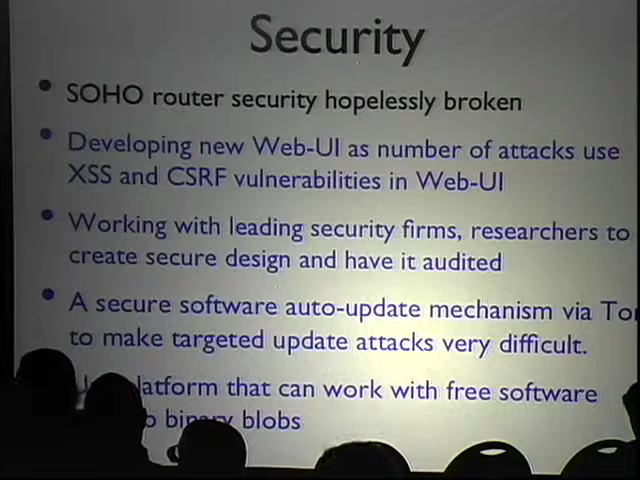 Security
• SOHO router security hopelessly broken
• Developing new Web-UI as number of attacks use
XSS and CSRF vulnerabilities in Web-UI
• Working with leading security firms, researchers to
create secure design and have it audited
• A secure software auto-update mechanism via Tor
to make targeted update attacks very difficult.
platform that can work with free software
binary blobs